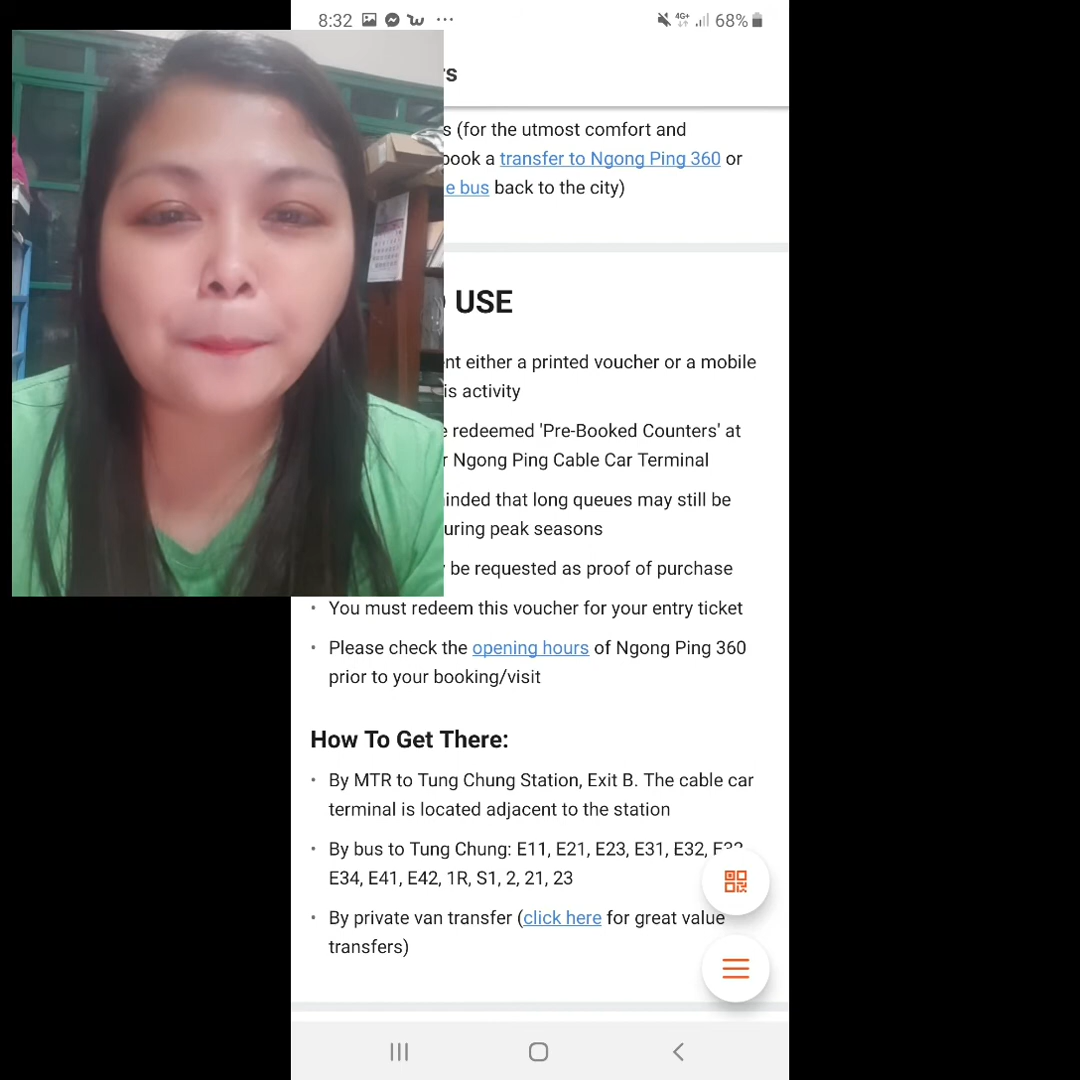 8:32
68%
s (for the utmost comfort and
book a transfer to Ngong Ping 360 or
e bus back to the city)
USE
nt either a printed voucher or a mobile
is activity
e redeemed 'Pre-Booked Counters' at
r Ngong Ping Cable Car Terminal
inded that long queues may still be
uring peak seasons
be requested as proof of purchase
• You must redeem this voucher for your entry ticket
• Please check the opening hours of Ngong Ping 360
prior to your booking/visit
How To Get There:
• By MTR to Tung Chung Station, Exit B. The cable car
terminal is located adjacent to the station
• By bus to Tung Chung: E11, E21, E23, E31, E32,
E34, E41, E42, 1R, S1, 2, 21, 23
• By private van transfer (click here for great value
transfers)